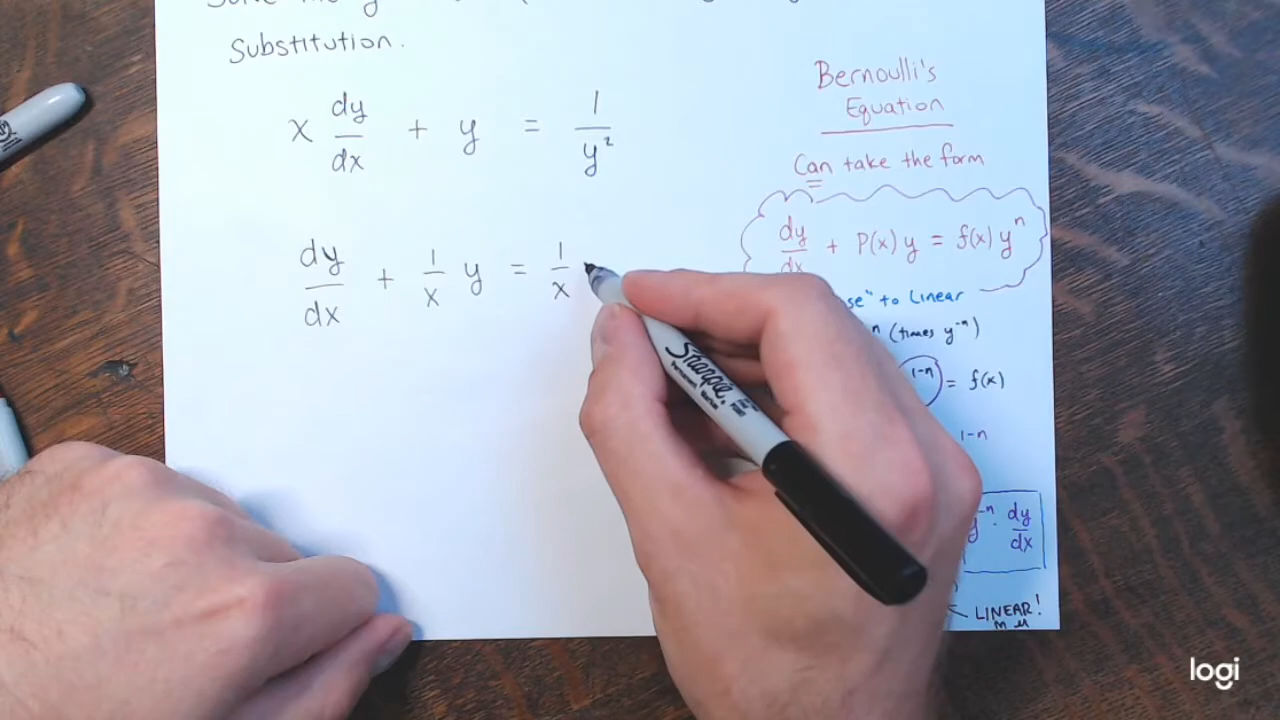 Substitution.
x dy/dx + y = 1/y²
dy/dx + 1/x y = 1/x
Bernoulli's
Equation
Can take the form
dy/dx + P(x) y = f(x) yⁿ
to Linear
(times y⁻ⁿ)
1-n = f(x)
1-n
y⁻ⁿ · dy/dx
← LINEAR!
Sharpie.
logi